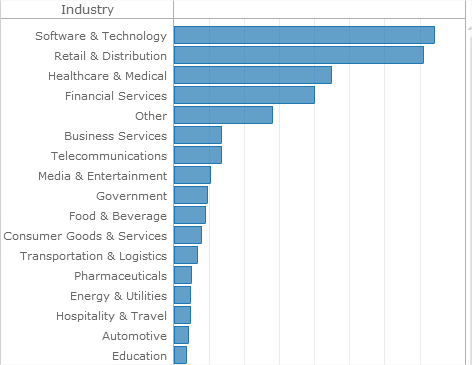 Industry
Software & Technology
Retail & Distribution
Healthcare & Medical
Financial Services
Other
Business Services
Telecommunications
Media & Entertainment
Government
Food & Beverage
Consumer Goods & Services
Transportation & Logistics
Pharmaceuticals
Energy & Utilities
Hospitality & Travel
Automotive
Education